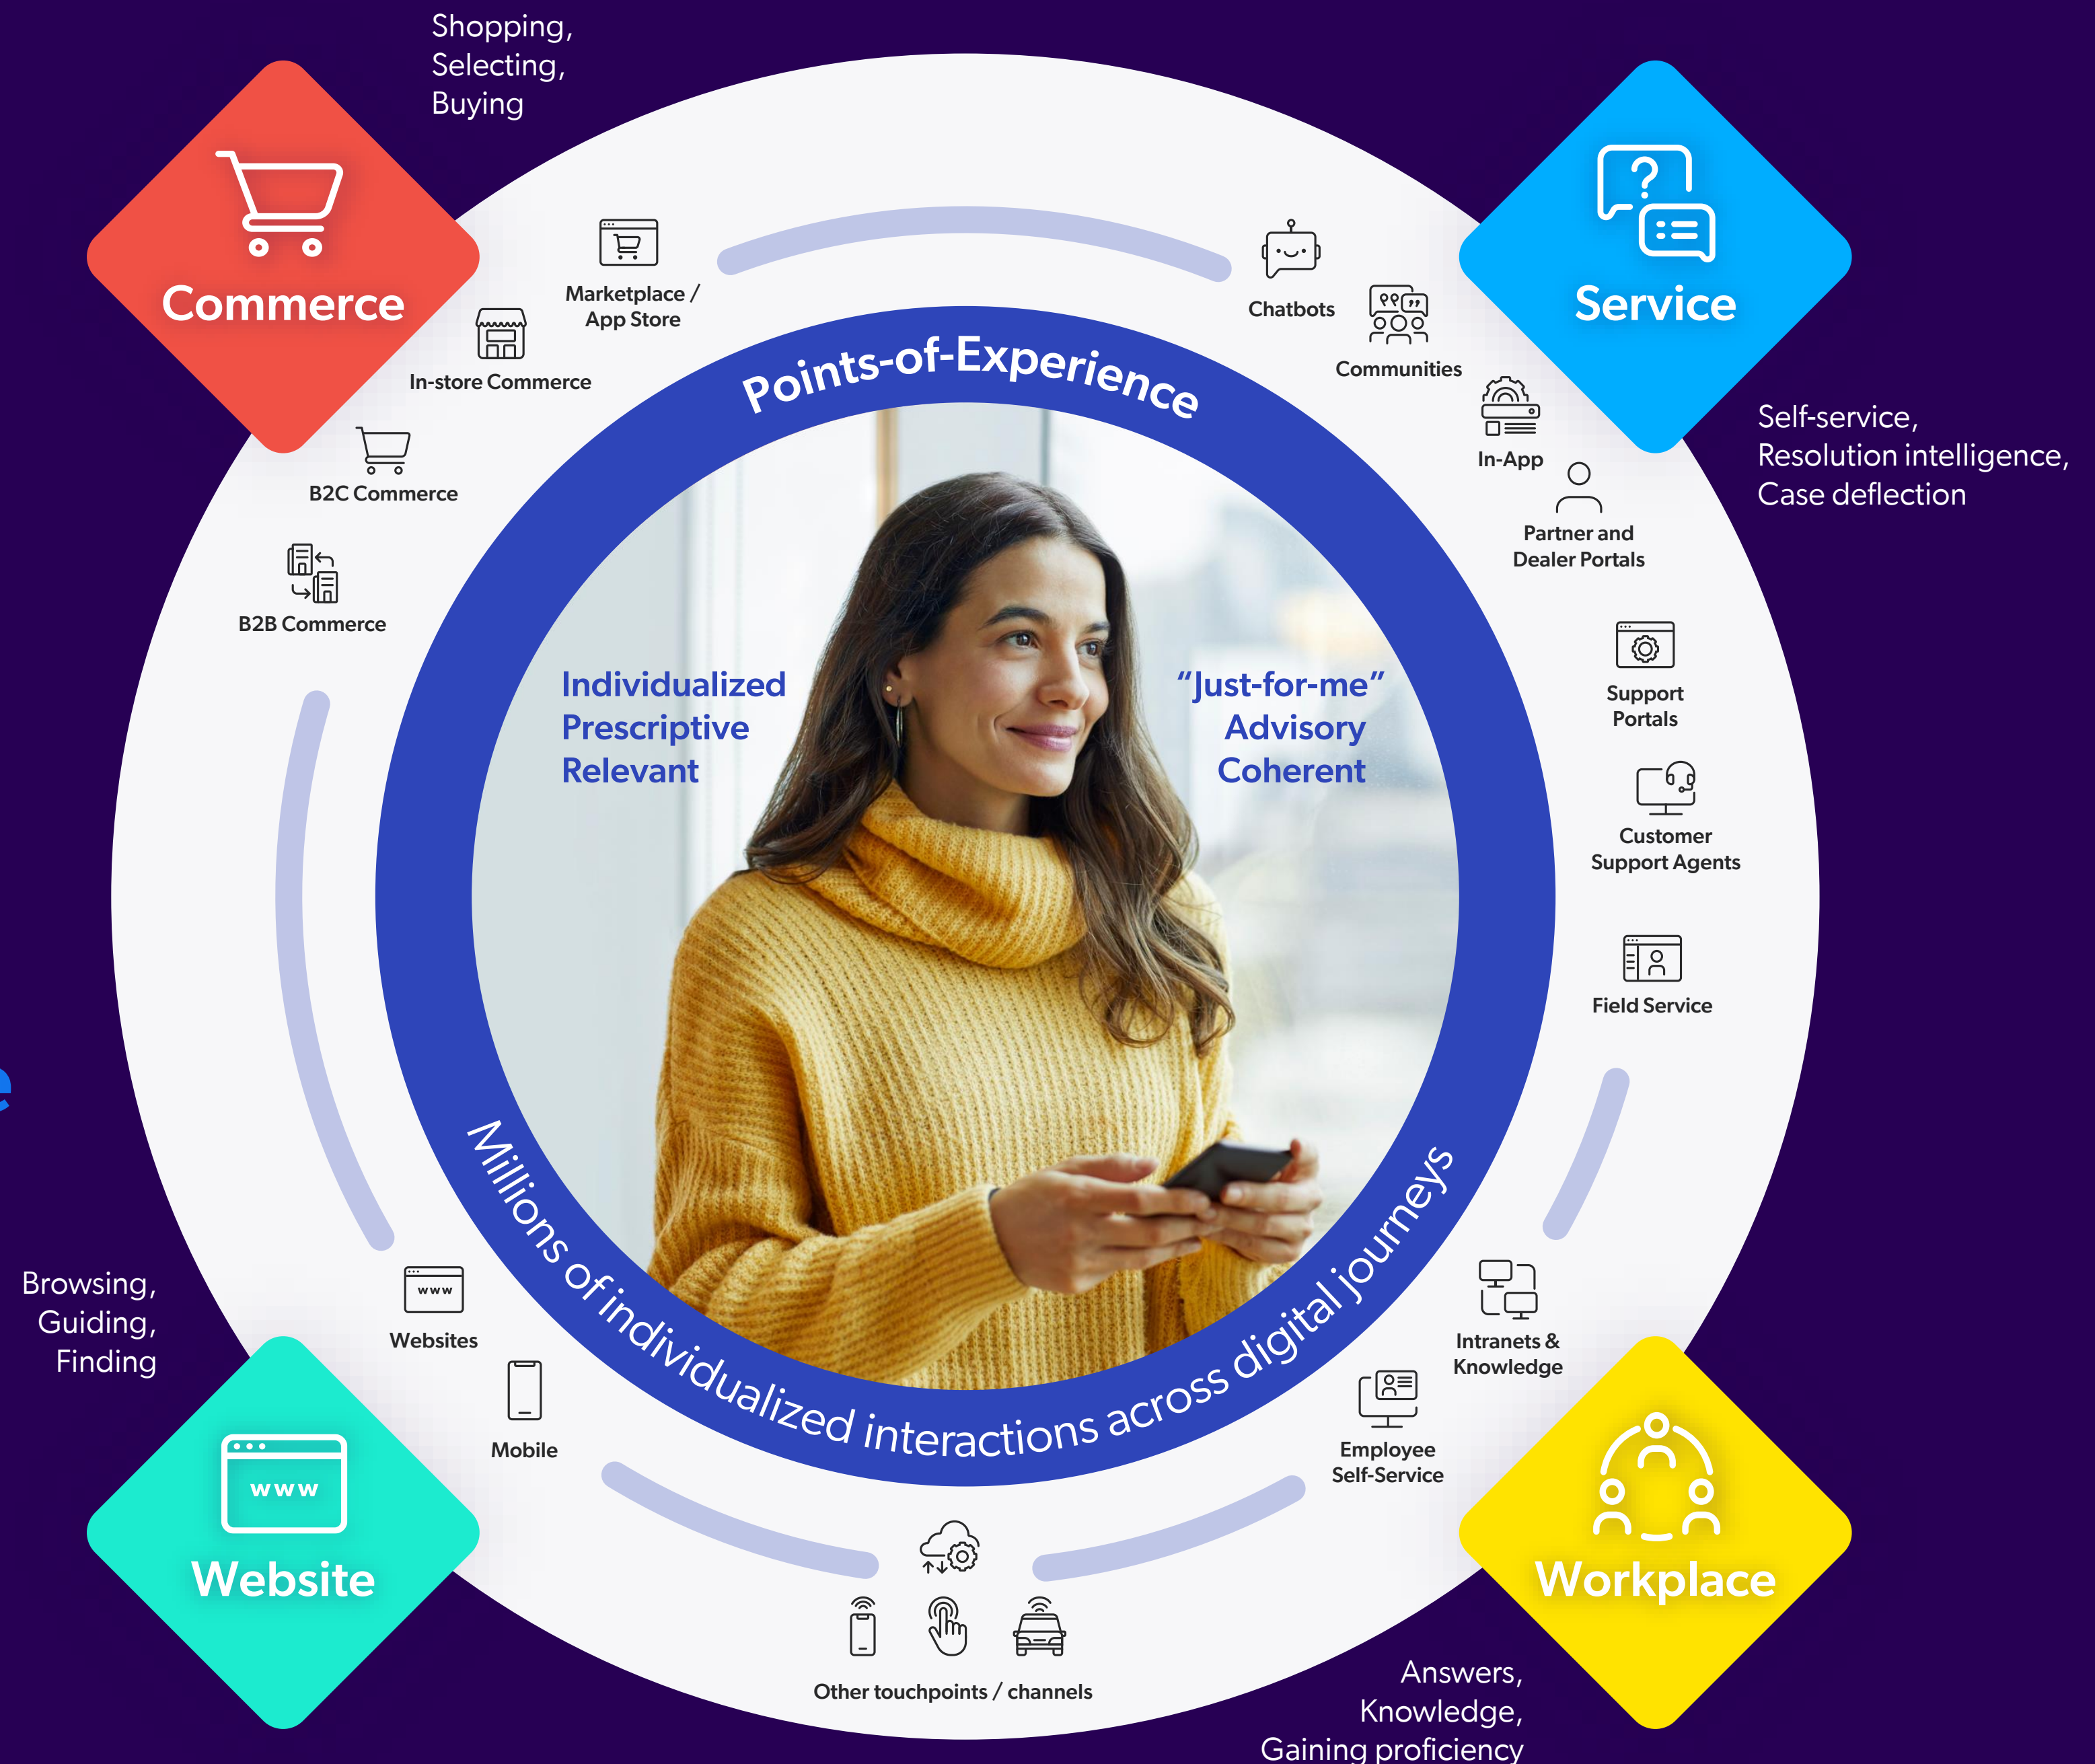 Shopping,
Selecting,
Buying
Commerce
Service
Self-service,
Resolution intelligence,
Case deflection
Marketplace /
App Store
In-store Commerce
B2C Commerce
B2B Commerce
Chatbots
Communities
In-App
Partner and
Dealer Portals
Support
Portals
Customer
Support Agents
Field Service
Points-of-Experience
Individualized
Prescriptive
Relevant
“Just-for-me”
Advisory
Coherent
Millions of individualized interactions across digital journeys
Browsing,
Guiding,
Finding
www
Websites
Mobile
www
Website
Intranets &
Knowledge
Employee
Self-Service
Workplace
Other touchpoints / channels
Answers,
Knowledge,
Gaining proficiency